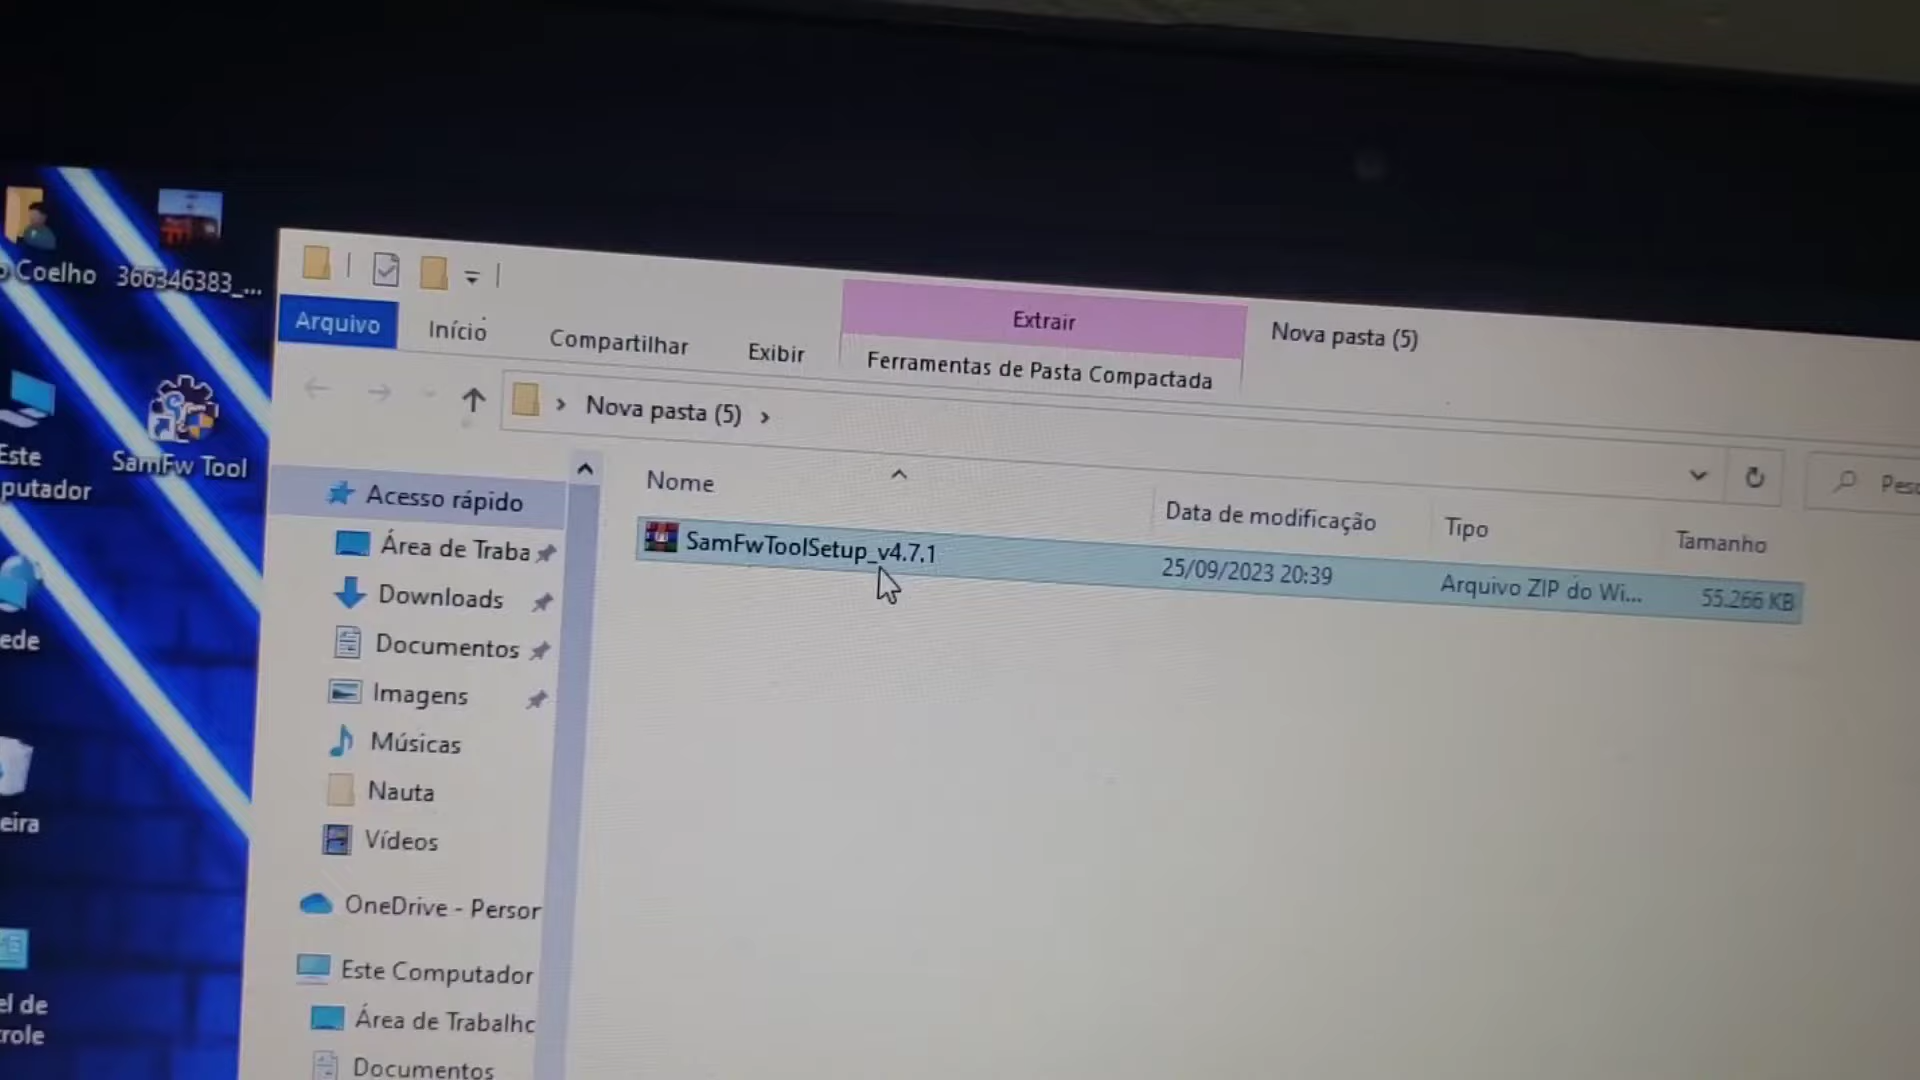 Coelho
366346383_...
Extrair
Nova pasta (5)
Arquivo
Início
Compartilhar
Exibir
Ferramentas de Pasta Compactada
Nova pasta (5)
Este
putador
SamFw Tool
Acesso rápido
Nome
Data de modificação
Tipo
Tamanho
SamFwToolSetup_v4.7.1
25/09/2023 20:39
Arquivo ZIP do Wi...
55.266 KB
Área de Traba
Downloads
ede
Documentos
Imagens
Músicas
Nauta
eira
Vídeos
OneDrive - Person
Este Computador
el de
role
Área de Trabalhc
Documentos